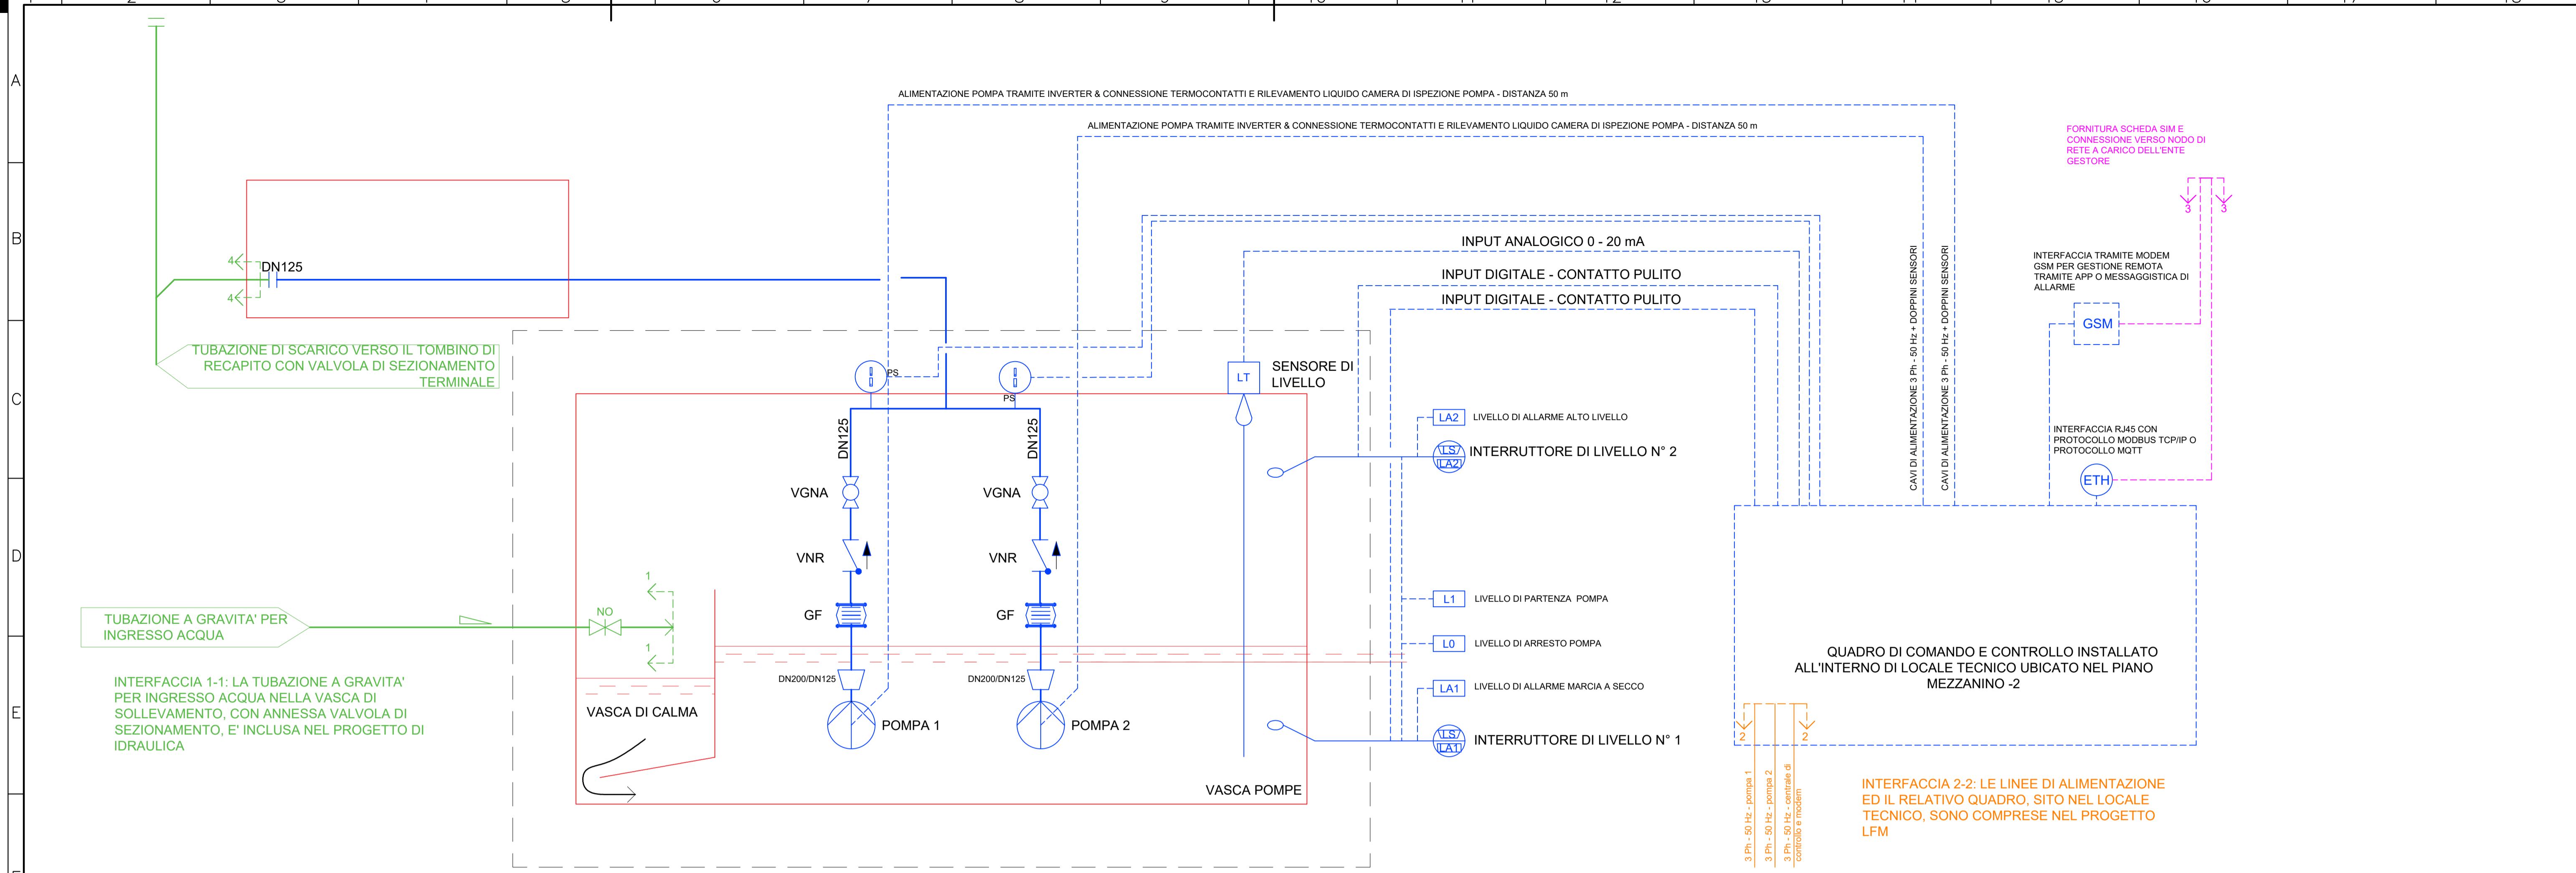 A
B
C
D
E
ALIMENTAZIONE POMPA TRAMITE INVERTER & CONNESSIONE TERMOCONTATTI E RILEVAMENTO LIQUIDO CAMERA DI ISPEZIONE POMPA - DISTANZA 50 m
ALIMENTAZIONE POMPA TRAMITE INVERTER & CONNESSIONE TERMOCONTATTI E RILEVAMENTO LIQUIDO CAMERA DI ISPEZIONE POMPA - DISTANZA 50 m
FORNITURA SCHEDA SIM E
CONNESSIONE VERSO NODO DI
RETE A CARICO DELL'ENTE
GESTORE
3
3
4
DN125
4
INPUT ANALOGICO 0 - 20 mA
INPUT DIGITALE - CONTATTO PULITO
INPUT DIGITALE - CONTATTO PULITO
CAVI DI ALIMENTAZIONE 3 Ph - 50 Hz + DOPPINI SENSORI
CAVI DI ALIMENTAZIONE 3 Ph - 50 Hz + DOPPINI SENSORI
INTERFACCIA TRAMITE MODEM
GSM PER GESTIONE REMOTA
TRAMITE APP O MESSAGGISTICA DI
ALLARME
GSM
TUBAZIONE DI SCARICO VERSO IL TOMBINO DI
RECAPITO CON VALVOLA DI SEZIONAMENTO
TERMINALE
PS
PS
LT
SENSORE DI
LIVELLO
LA2
LIVELLO DI ALLARME ALTO LIVELLO
LS
LA2
INTERRUTTORE DI LIVELLO N° 2
INTERFACCIA RJ45 CON
PROTOCOLLO MODBUS TCP/IP O
PROTOCOLLO MQTT
ETH
DN125
DN125
VGNA
VGNA
VNR
VNR
GF
GF
DN200/DN125
DN200/DN125
POMPA 1
POMPA 2
1
NO
1
TUBAZIONE A GRAVITA' PER
INGRESSO ACQUA
INTERFACCIA 1-1: LA TUBAZIONE A GRAVITA'
PER INGRESSO ACQUA NELLA VASCA DI
SOLLEVAMENTO, CON ANNESSA VALVOLA DI
SEZIONAMENTO, E' INCLUSA NEL PROGETTO DI
IDRAULICA
VASCA DI CALMA
VASCA POMPE
L1
LIVELLO DI PARTENZA POMPA
L0
LIVELLO DI ARRESTO POMPA
LA1
LIVELLO DI ALLARME MARCIA A SECCO
LS
LA1
INTERRUTTORE DI LIVELLO N° 1
QUADRO DI COMANDO E CONTROLLO INSTALLATO
ALL'INTERNO DI LOCALE TECNICO UBICATO NEL PIANO
MEZZANINO -2
2
2
3 Ph - 50 Hz - pompa 1
3 Ph - 50 Hz - pompa 2
3 Ph - 50 Hz - centrale di
controllo e modem
INTERFACCIA 2-2: LE LINEE DI ALIMENTAZIONE
ED IL RELATIVO QUADRO, SITO NEL LOCALE
TECNICO, SONO COMPRESE NEL PROGETTO
LFM